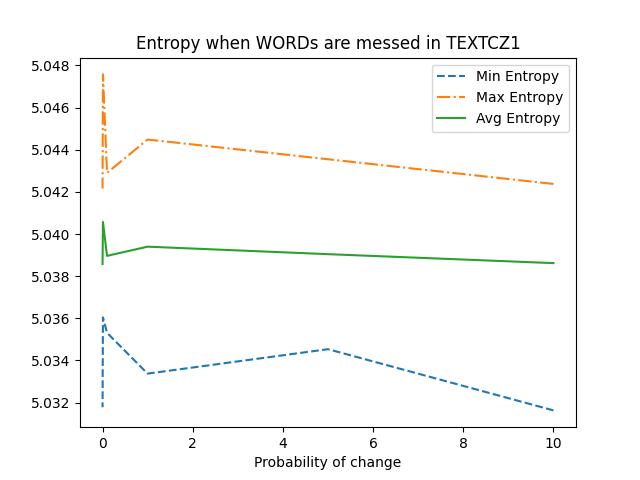 Entropy when WORDs are messed in TEXTCZ1
5.048
5.046
5.044
5.042
5.040
5.038
5.036
5.034
5.032
Min Entropy
Max Entropy
Avg Entropy
0 2 4 6 8 10
Probability of change